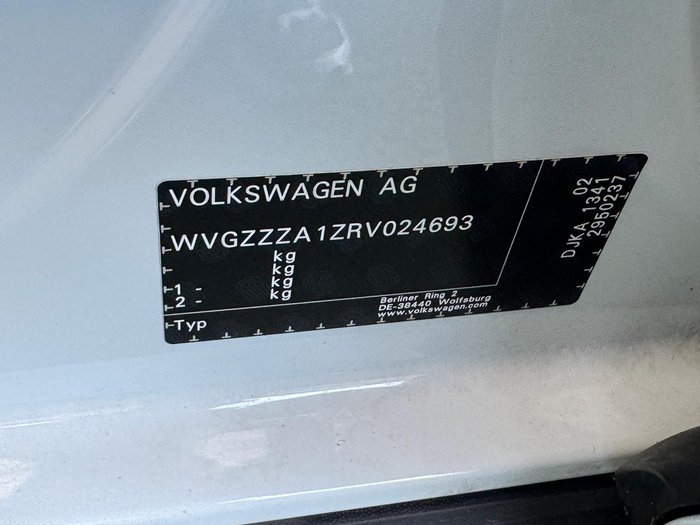 VOLKSWAGEN AG
WVGZZZA1ZRV024693
kg
kg
1 - kg
2 - kg
Typ
Berliner Ring 2
DE-38440 Wolfsburg
www.volkswagen.com
DJKA 02
1341
2950237